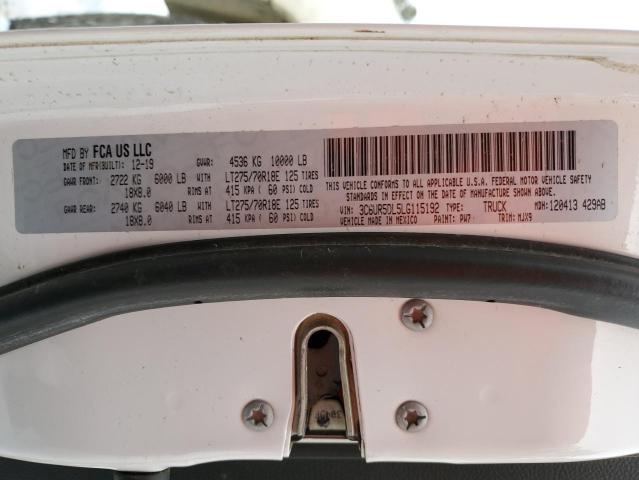 MFD BY FCA US LLC
DATE OF MFR(BUILT): 12-19 GVWR: 4536 KG 10000 LB
GAWR FRONT: 2722 KG 6000 LB WITH LT275/70R18E 125 TIRES
18X8.0 RIMS AT 415 KPA ( 60 PSI) COLD
GAWR REAR: 2740 KG 6040 LB WITH LT275/70R18E 125 TIRES
18X8.0 RIMS AT 415 KPA ( 60 PSI) COLD
THIS VEHICLE CONFORMS TO ALL APPLICABLE U.S.A. FEDERAL MOTOR VEHICLE SAFETY
STANDARDS IN EFFECT ON THE DATE OF MANUFACTURE SHOWN ABOVE.
VIN: 3C6UR5DL5LG115192 TYPE: TRUCK MDH: 120413 429AB
VEHICLE MADE IN MEXICO PAINT: PW7 TRIM: MJX9